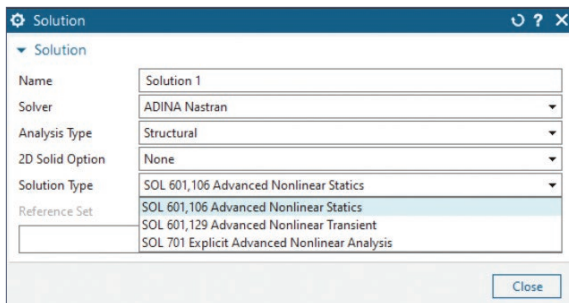 Solution
Solution
Name Solution 1
Solver ADINA Nastran
Analysis Type Structural
2D Solid Option None
Solution Type SOL 601,106 Advanced Nonlinear Statics
Reference Set SOL 601,106 Advanced Nonlinear Statics
SOL 601,129 Advanced Nonlinear Transient
SOL 701 Explicit Advanced Nonlinear Analysis
Close